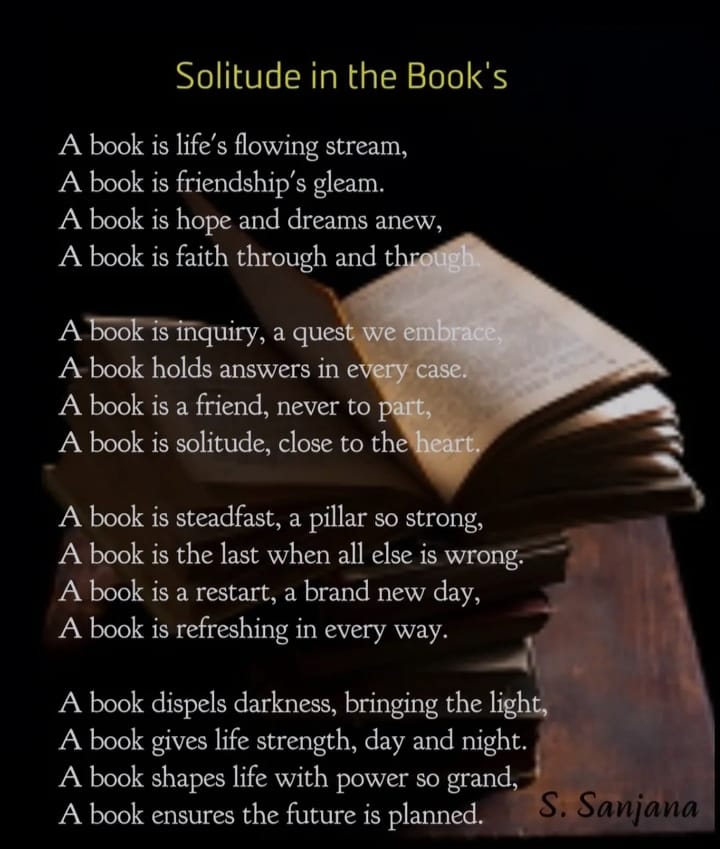 Solitude in the Book's
A book is life's flowing stream,
A book is friendship's gleam.
A book is hope and dreams anew,
A book is faith through and through.
A book is inquiry, a quest we embrace,
A book holds answers in every case.
A book is a friend, never to part,
A book is solitude, close to the heart.
A book is steadfast, a pillar so strong,
A book is the last when all else is wrong.
A book is a restart, a brand new day,
A book is refreshing in every way.
A book dispels darkness, bringing the light,
A book gives life strength, day and night.
A book shapes life with power so grand,
A book ensures the future is planned.
S. Sanjana